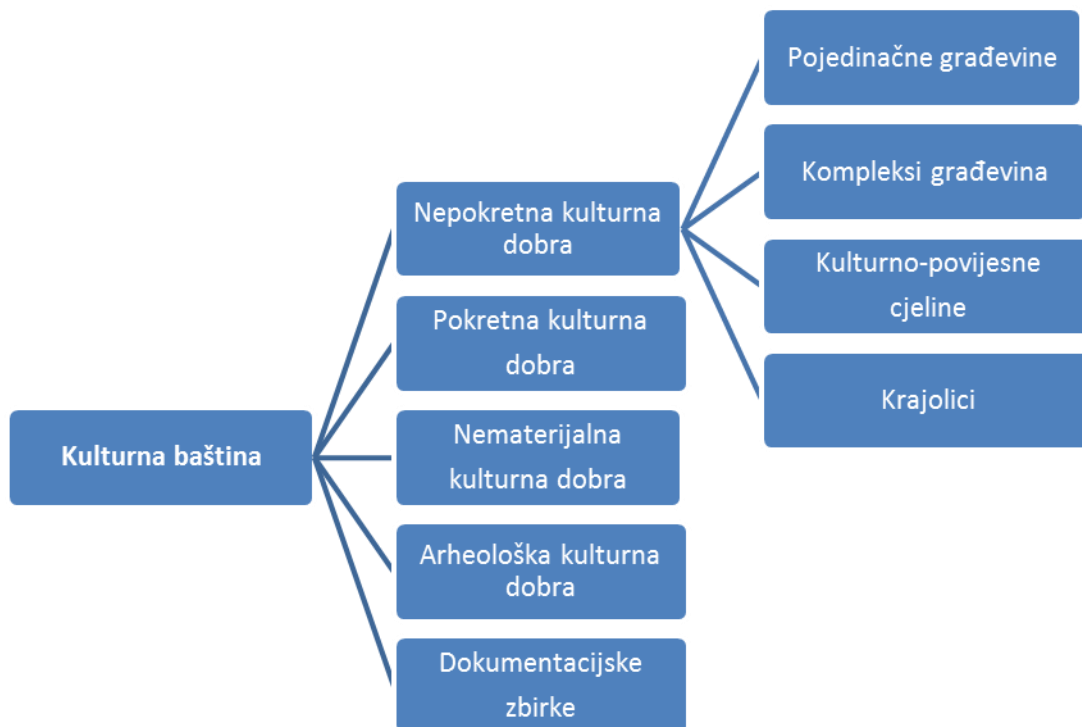 Kulturna baština
Nepokretna kulturna
dobra
Pokretna kulturna
dobra
Nematerijalna
kulturna dobra
Arheološka kulturna
dobra
Dokumentacijske
zbirke
Pojedinačne građevine
Kompleksi građevina
Kulturno-povijesne
cjeline
Krajolici